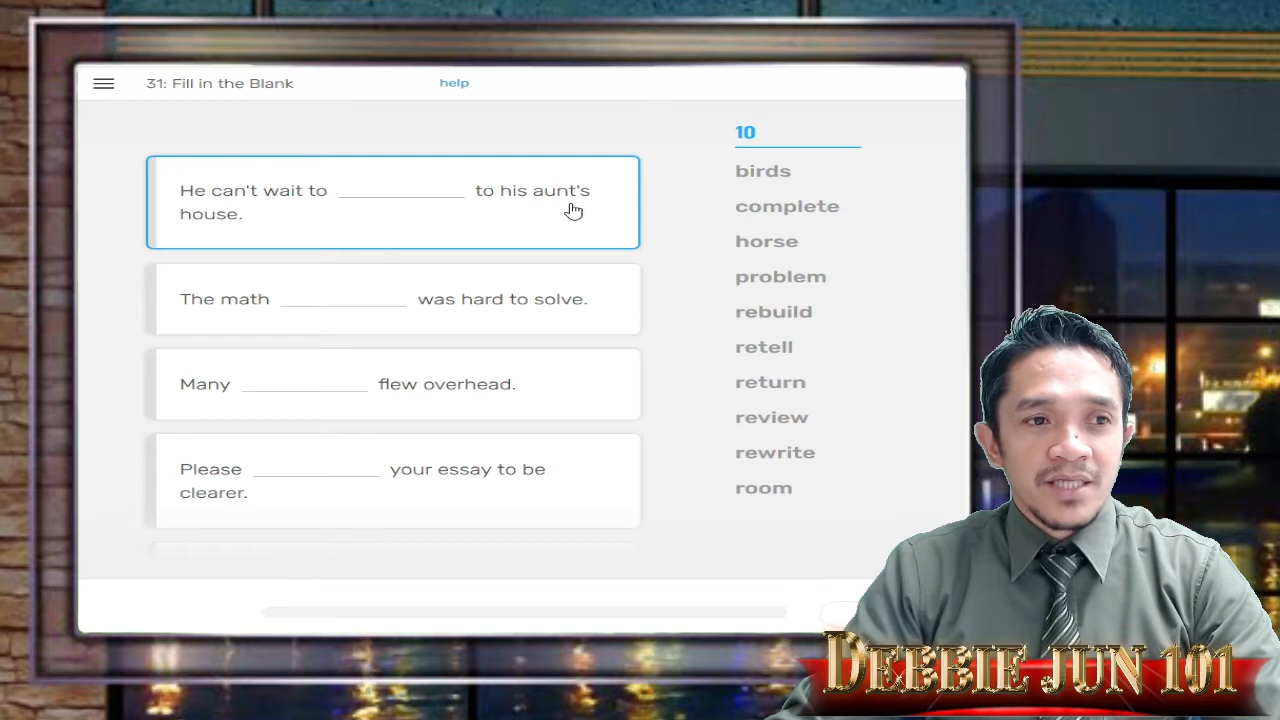 31: Fill in the Blank
help
He can't wait to ____________ to his aunt's
house.
The math ____________ was hard to solve.
Many ____________ flew overhead.
Please ____________ your essay to be
clearer.
10
birds
complete
horse
problem
rebuild
retell
return
review
rewrite
room
DEBBIE JUN 101